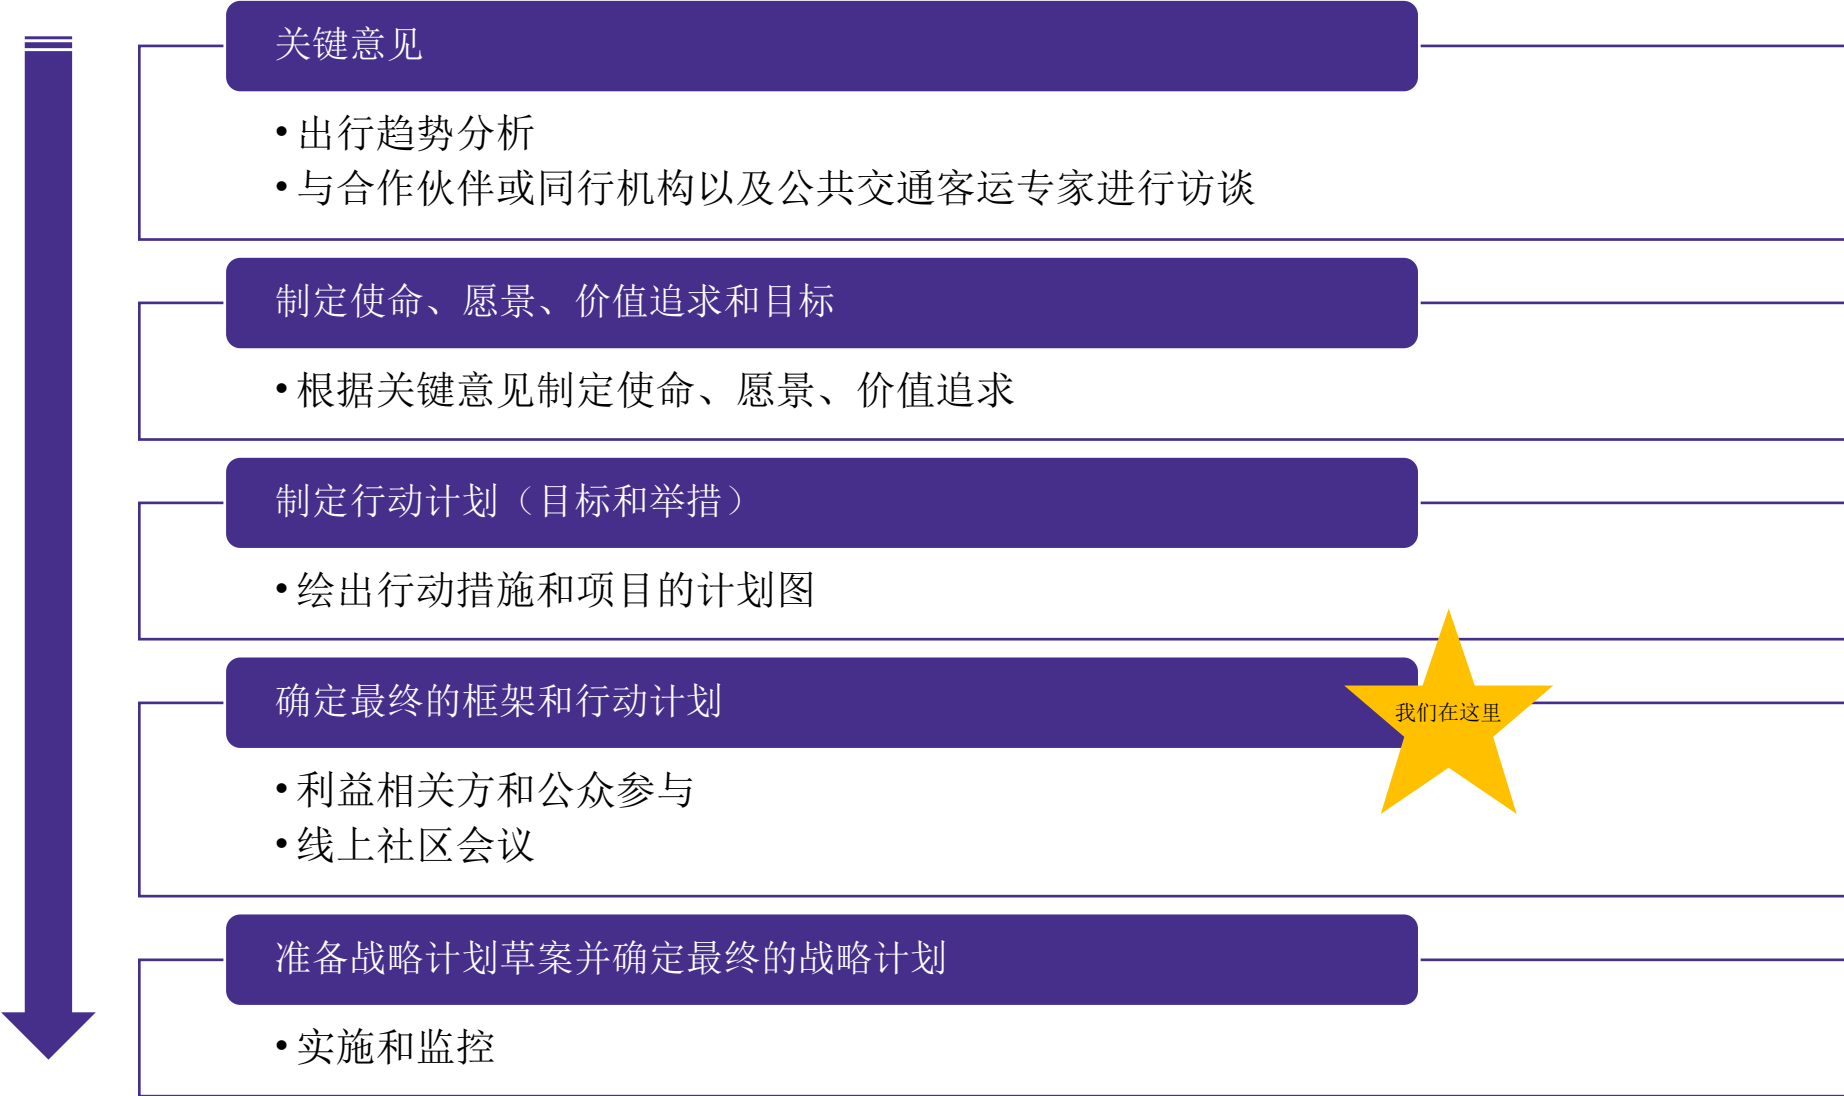 关键意见
• 出行趋势分析
• 与合作伙伴或同行机构以及公共交通客运专家进行访谈
制定使命、愿景、价值追求和目标
• 根据关键意见制定使命、愿景、价值追求
制定行动计划（目标和举措）
• 绘出行动措施和项目的计划图
确定最终的框架和行动计划
我们在这里
• 利益相关方和公众参与
• 线上社区会议
准备战略计划草案并确定最终的战略计划
• 实施和监控